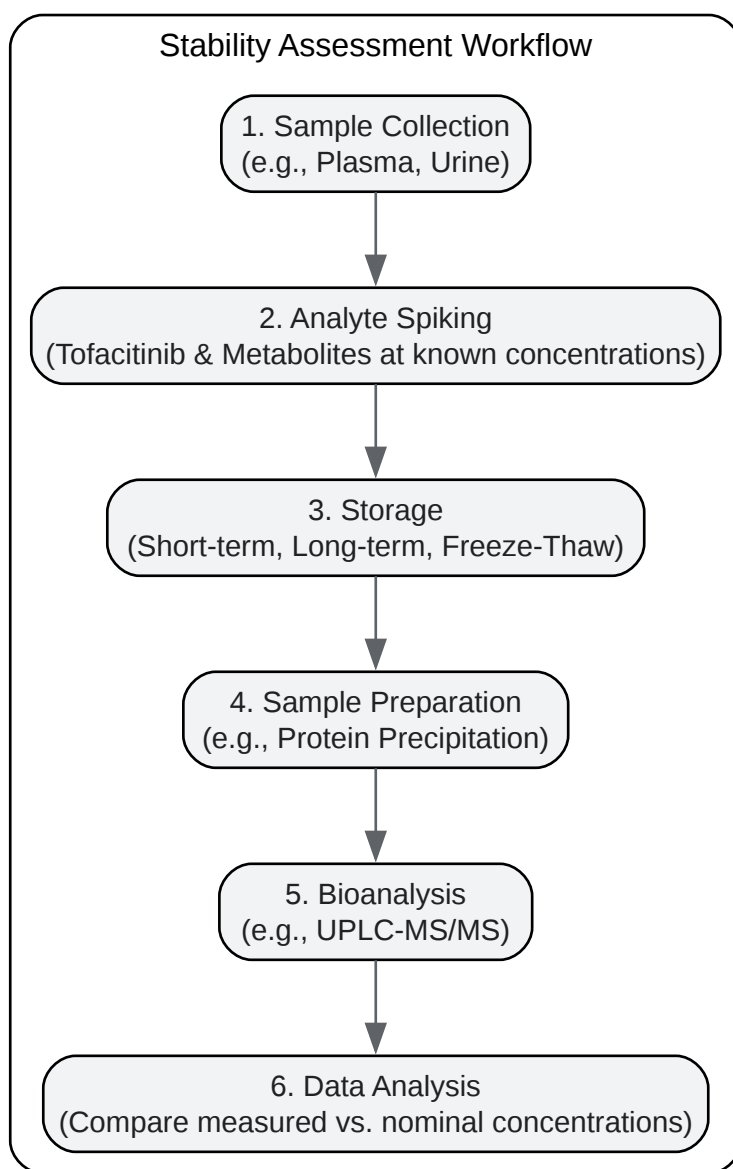 Stability Assessment Workflow
1. Sample Collection
(e.g., Plasma, Urine)
2. Analyte Spiking
(Tofacitinib & Metabolites at known concentrations)
3. Storage
(Short-term, Long-term, Freeze-Thaw)
4. Sample Preparation
(e.g., Protein Precipitation)
5. Bioanalysis
(e.g., UPLC-MS/MS)
6. Data Analysis
(Compare measured vs. nominal concentrations)